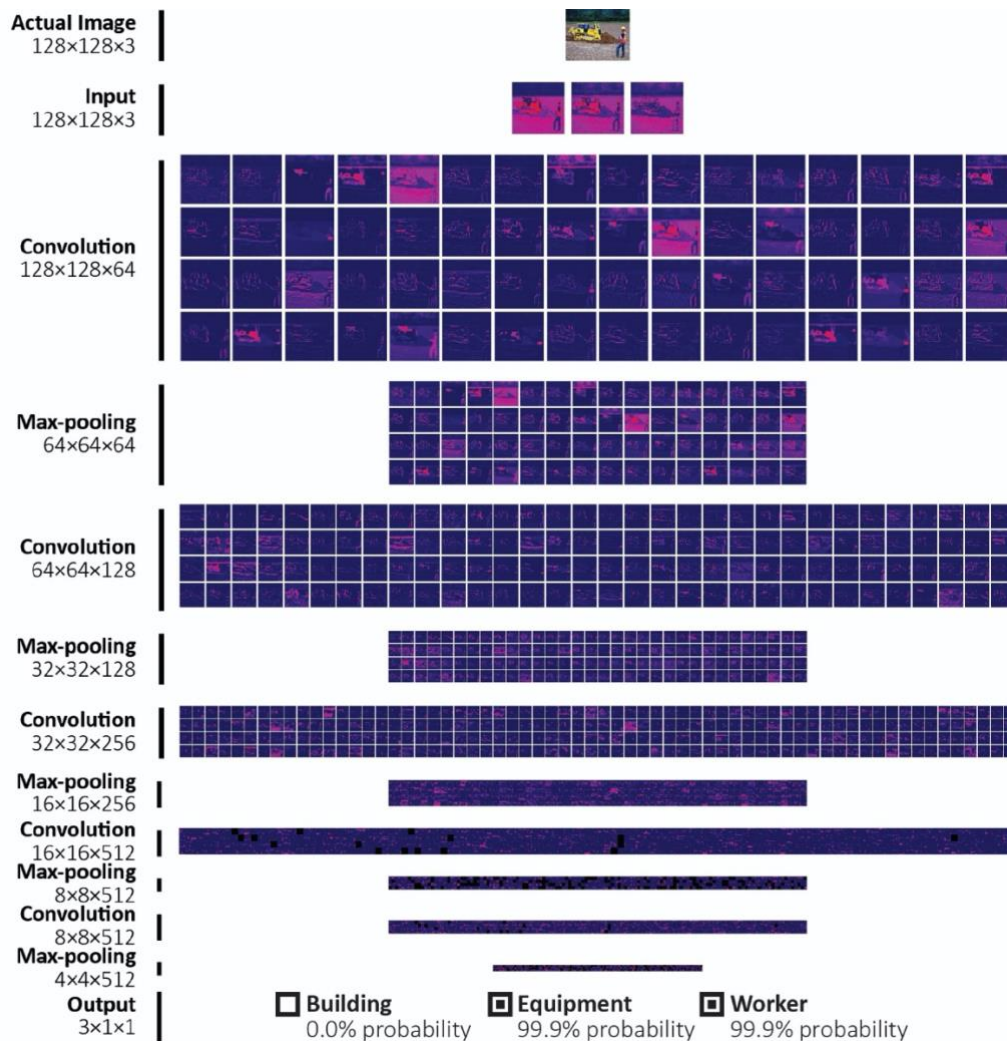 Actual Image
128×128×3
Input
128×128×3
Convolution
128×128×64
Max-pooling
64×64×64
Convolution
64×64×128
Max-pooling
32×32×128
Convolution
32×32×256
Max-pooling
16×16×256
Convolution
16×16×512
Max-pooling
8×8×512
Convolution
8×8×512
Max-pooling
4×4×512
Output
3×1×1
Building
0.0% probability
Equipment
99.9% probability
Worker
99.9% probability